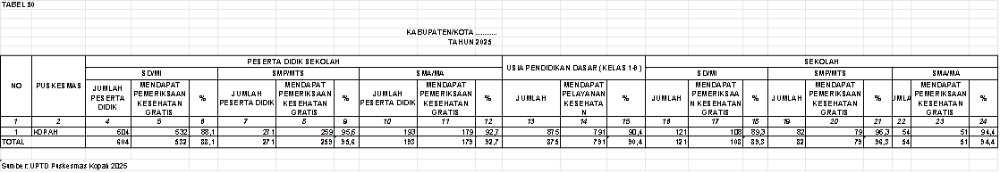 TABEL 50
KABUPATEN/KOTA ............
TAHUN 2025
NO PUSKESMAS PESERTA DIDIK SEKOLAH USIA PENDIDIKAN DASAR ( KELAS 1-9 ) SEKOLAH
SD/MI SMP/MTS SMA/MA SD/MI SMP/MTS SMA/MA
JUMLAH PESERTA DIDIK MENDAPAT PEMERIKSAAN KESEHATAN GRATIS % JUMLAH PESERTA DIDIK MENDAPAT PEMERIKSAAN KESEHATAN GRATIS % JUMLAH PESERTA DIDIK MENDAPAT PEMERIKSAAN KESEHATAN GRATIS % JUMLAH MENDAPAT PELAYANAN KESEHATAN % JUMLAH MENDAPAT PEMERIKSAAN KESEHATAN GRATIS % JUMLAH MENDAPAT PEMERIKSAAN KESEHATAN GRATIS % JUMLA MENDAPAT PEMERIKSAAN KESEHATAN GRATIS %
1 2 4 5 6 7 8 9 10 11 12 13 14 15 16 17 18 19 20 21 22 23 24
1 KOPAH 604 532 88,1 271 259 95,6 193 179 92,7 875 791 90,4 121 108 89,3 82 79 96,3 54 51 94,4
TOTAL 604 532 88,1 271 259 95,6 193 179 92,7 875 791 90,4 121 108 89,3 82 79 96,3 54 51 94,4
Sumber: UPTD Puskesmas Kopah 2025